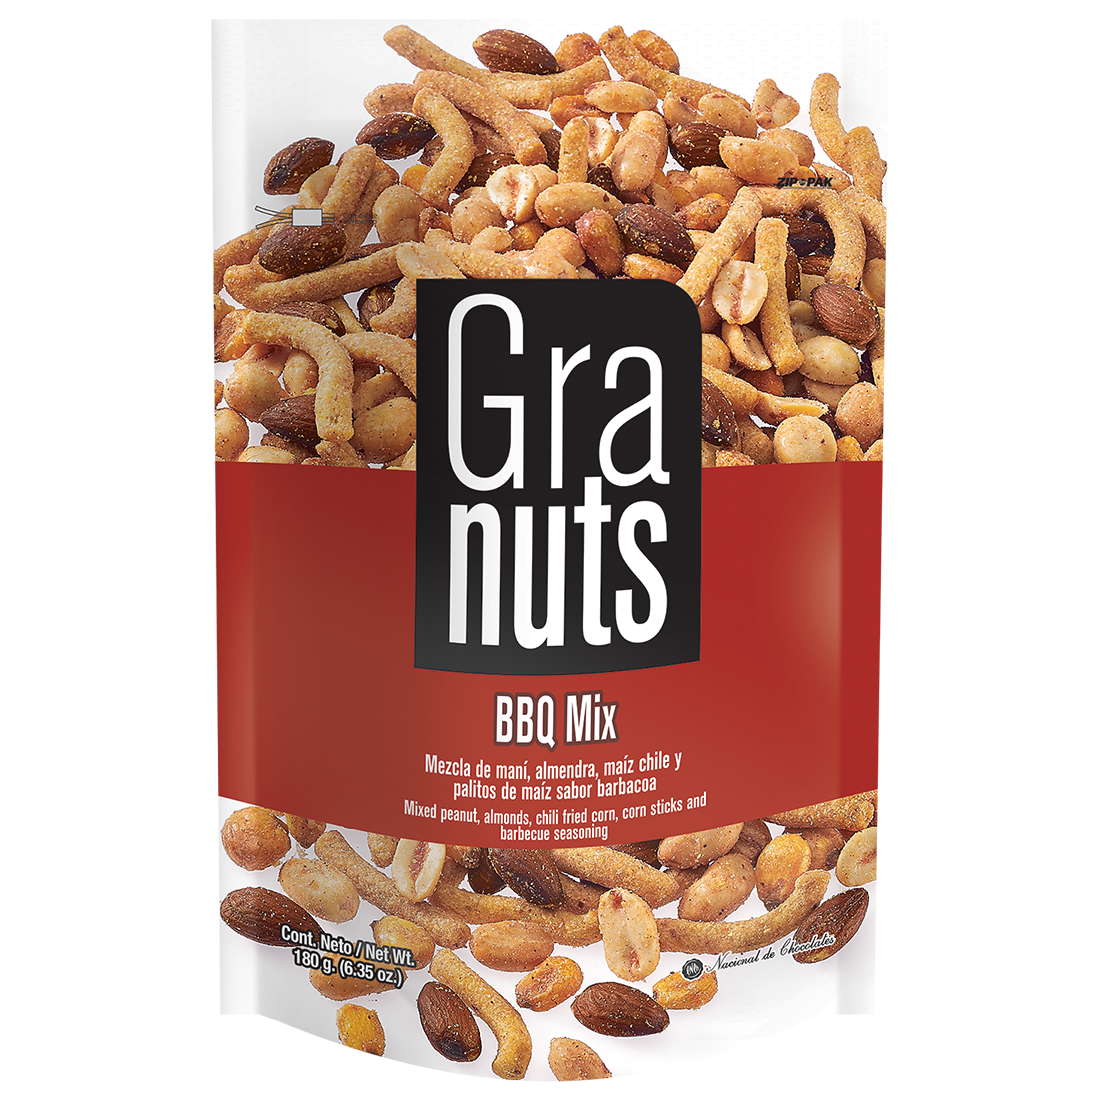 ZIP PAK
Gra
nuts
BBQ Mix
Mezcla de maní, almendra, maíz chile y
palitos de maíz sabor barbacoa
Mixed peanut, almonds, chili fried corn, corn sticks and
barbecue seasoning
Cont. Neto / Net Wt.
180 g. (6.35 oz.)
Nacional de Chocolates